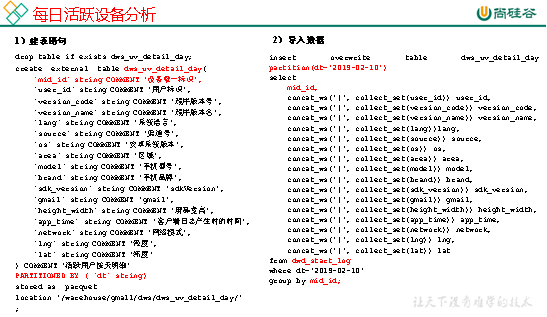 每日活跃设备分析
尚硅谷
1）建表语句
drop table if exists dws_uv_detail_day;
create external table dws_uv_detail_day(
`mid_id` string COMMENT '设备唯一标识',
`user_id` string COMMENT '用户标识',
`version_code` string COMMENT '程序版本号',
`version_name` string COMMENT '程序版本名',
`lang` string COMMENT '系统语言',
`source` string COMMENT '渠道号',
`os` string COMMENT '安卓系统版本',
`area` string COMMENT '区域',
`model` string COMMENT '手机型号',
`brand` string COMMENT '手机品牌',
`sdk_version` string COMMENT 'sdkVersion',
`gmail` string COMMENT 'gmail',
`height_width` string COMMENT '屏幕宽高',
`app_time` string COMMENT '客户端日志产生时的时间',
`network` string COMMENT '网络模式',
`lng` string COMMENT '经度',
`lat` string COMMENT '纬度'
) COMMENT '活跃用户按天明细'
PARTITIONED BY ( `dt` string)
stored as parquet
location '/warehouse/gmall/dws/dws_uv_detail_day/'
;
2）导入数据
insert overwrite table dws_uv_detail_day
partition(dt='2019-02-10')
select
mid_id,
concat_ws('|', collect_set(user_id)) user_id,
concat_ws('|', collect_set(version_code)) version_code,
concat_ws('|', collect_set(version_name)) version_name,
concat_ws('|', collect_set(lang))lang,
concat_ws('|', collect_set(source)) source,
concat_ws('|', collect_set(os)) os,
concat_ws('|', collect_set(area)) area,
concat_ws('|', collect_set(model)) model,
concat_ws('|', collect_set(brand)) brand,
concat_ws('|', collect_set(sdk_version)) sdk_version,
concat_ws('|', collect_set(gmail)) gmail,
concat_ws('|', collect_set(height_width)) height_width,
concat_ws('|', collect_set(app_time)) app_time,
concat_ws('|', collect_set(network)) network,
concat_ws('|', collect_set(lng)) lng,
concat_ws('|', collect_set(lat)) lat
from dwd_start_log
where dt='2019-02-10'
group by mid_id;
让天下没有难学的技术